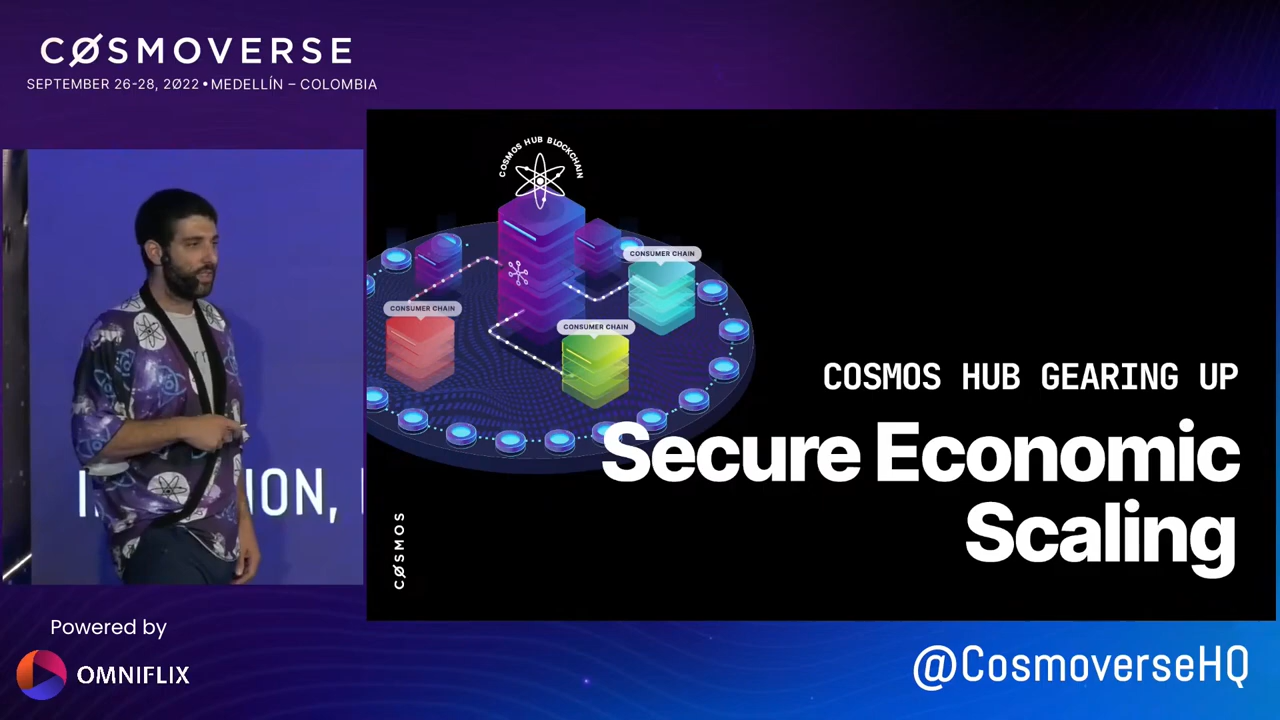 CØSMOVERSE
SEPTEMBER 26-28, 2022 • MEDELLÍN – COLOMBIA
COSMOS HUB BLOCKCHAIN
CONSUMER CHAIN
CONSUMER CHAIN
CONSUMER CHAIN
COSMOS HUB GEARING UP
Secure Economic
Scaling
CØSMOS
ION,
Powered by
OMNIFLIX
@CosmoverseHQ